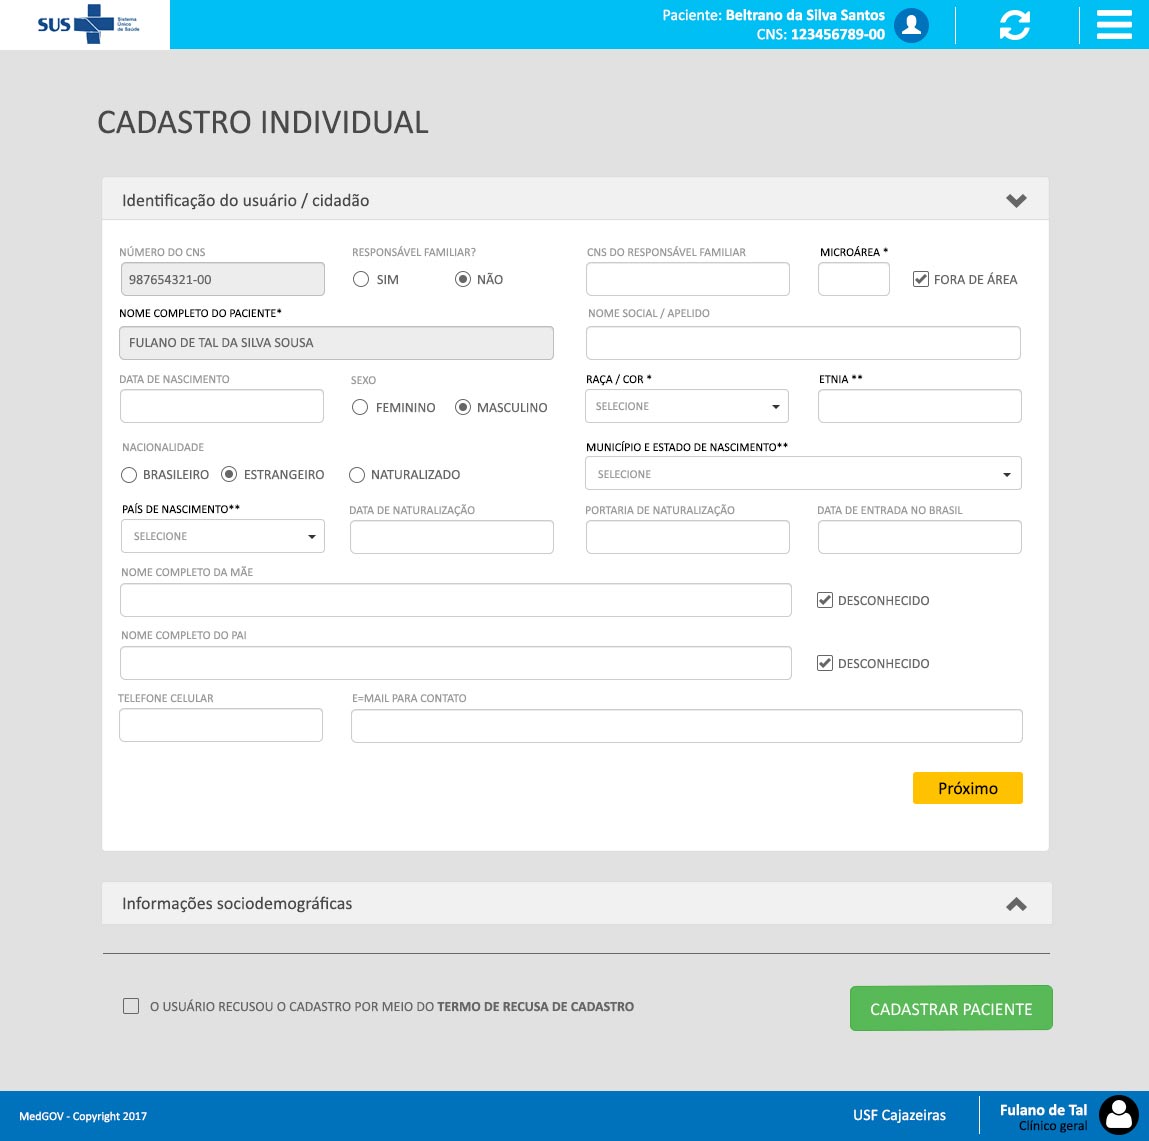 SUS
Sistema
Único
de Saúde
Paciente: Beltrano da Silva Santos
CNS: 123456789-00
CADASTRO INDIVIDUAL
Identificação do usuário / cidadão
NÚMERO DO CNS
RESPONSÁVEL FAMILIAR?
CNS DO RESPONSÁVEL FAMILIAR
MICROÁREA *
987654321-00
SIM
NÃO
FORA DE ÁREA
NOME COMPLETO DO PACIENTE*
NOME SOCIAL / APELIDO
FULANO DE TAL DA SILVA SOUSA
DATA DE NASCIMENTO
SEXO
RAÇA / COR *
ETNIA **
FEMININO
MASCULINO
SELECIONE
NACIONALIDADE
MUNICÍPIO E ESTADO DE NASCIMENTO**
BRASILEIRO
ESTRANGEIRO
NATURALIZADO
SELECIONE
PAÍS DE NASCIMENTO**
DATA DE NATURALIZAÇÃO
PORTARIA DE NATURALIZAÇÃO
DATA DE ENTRADA NO BRASIL
SELECIONE
NOME COMPLETO DA MÃE
DESCONHECIDO
NOME COMPLETO DO PAI
DESCONHECIDO
TELEFONE CELULAR
E=MAIL PARA CONTATO
Próximo
Informações sociodemográficas
O USUÁRIO RECUSOU O CADASTRO POR MEIO DO TERMO DE RECUSA DE CADASTRO
CADASTRAR PACIENTE
MedGOV - Copyright 2017
USF Cajazeiras
Fulano de Tal
Clínico geral